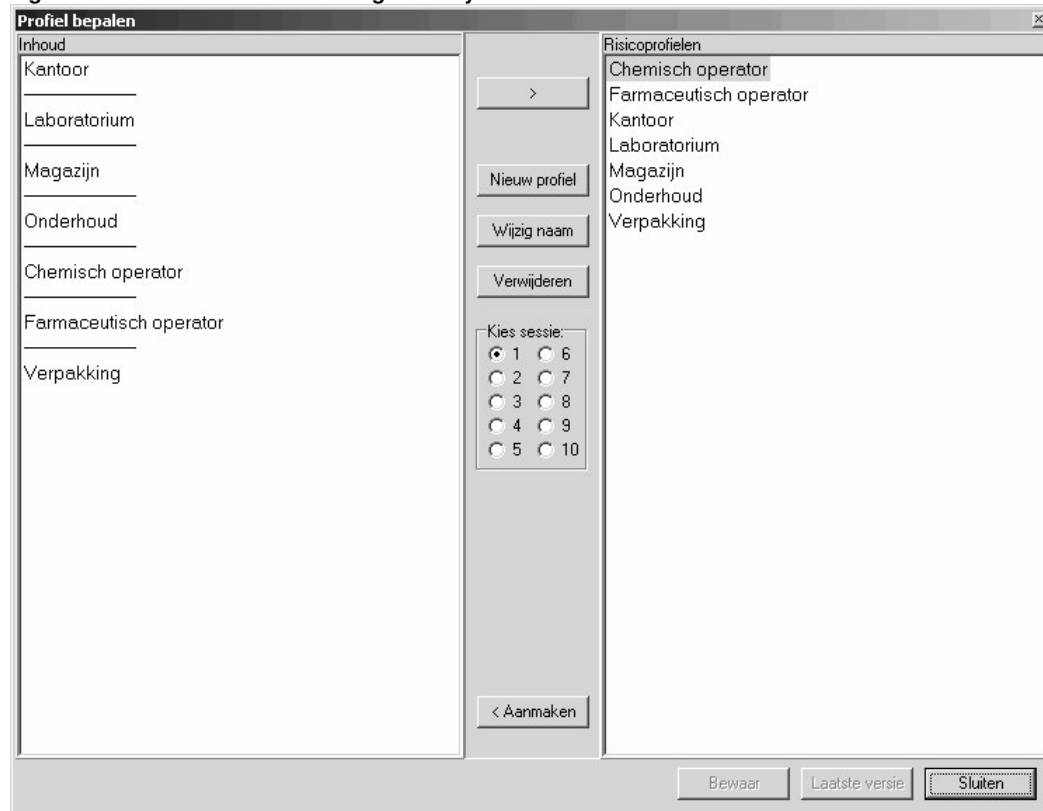 Profiel bepalen
Inhoud
Kantoor
Laboratorium
Magazijn
Onderhoud
Chemisch operator
Farmaceutisch operator
Verpakking
>
Nieuw profiel
Wijzig naam
Verwijderen
Kies sessie:
1 6
2 7
3 8
4 9
5 10
< Aanmaken
Risicoprofielen
Chemisch operator
Farmaceutisch operator
Kantoor
Laboratorium
Magazijn
Onderhoud
Verpakking
Bewaar
Laatste versie
Sluiten